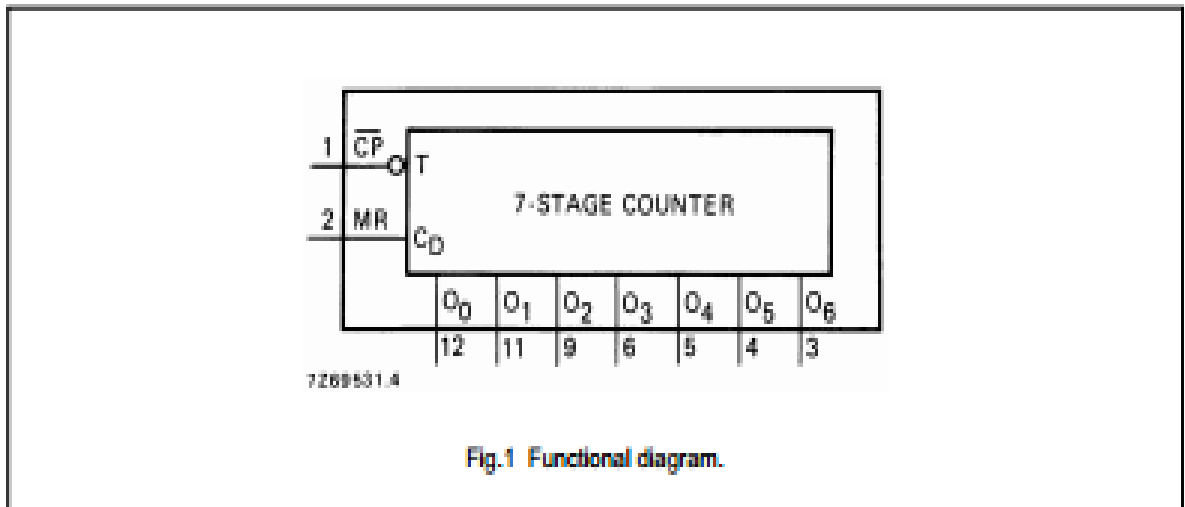 1 C̅P̅ T
7-STAGE COUNTER
2 MR C_D
O₀ O₁ O₂ O₃ O₄ O₅ O₆
12 11 9 6 5 4 3
7Z69531.4
Fig.1 Functional diagram.